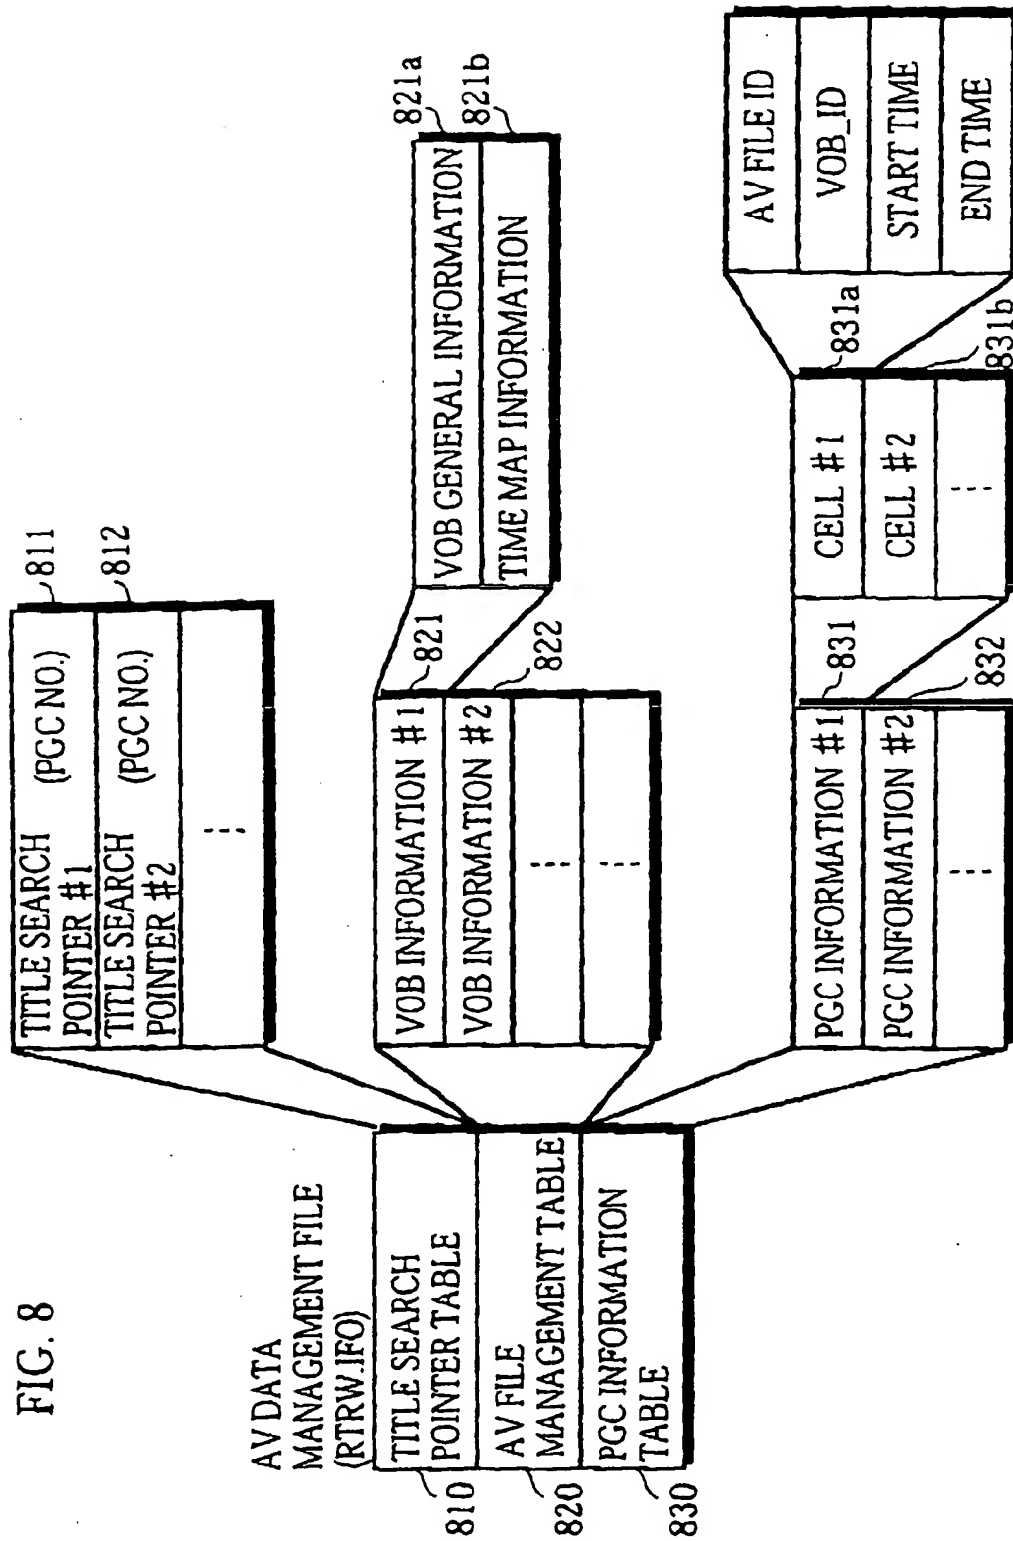 FIG. 8
AV DATA
MANAGEMENT FILE
(RTRW.IFO)
TITLE SEARCH
POINTER TABLE
810
AV FILE
MANAGEMENT TABLE
820
PGC INFORMATION
TABLE
830
TITLE SEARCH
POINTER #1 (PGC NO.)
811
TITLE SEARCH
POINTER #2 (PGC NO.)
812
VOB INFORMATION #1
821
VOB INFORMATION #2
822
VOB GENERAL INFORMATION
821a
TIME MAP INFORMATION
821b
PGC INFORMATION #1
831
PGC INFORMATION #2
832
CELL #1
831a
CELL #2
831b
AV FILE ID
VOB_ID
START TIME
END TIME